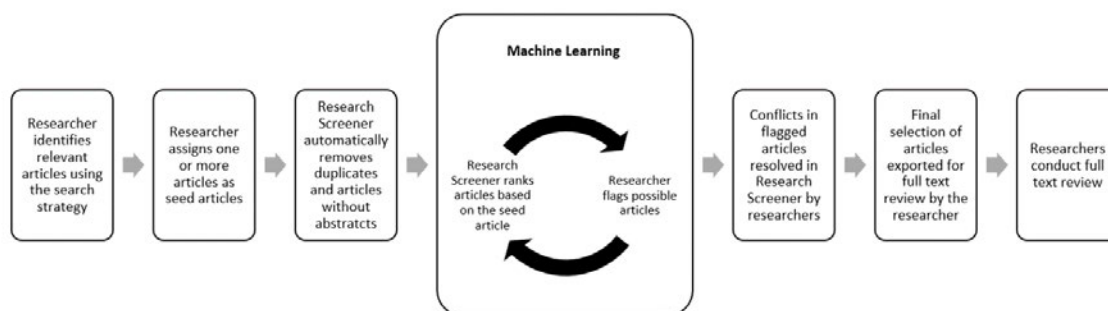 Researcher
identifies
relevant
articles using
the search
strategy
Researcher
assigns one
or more
articles as
seed articles
Research
Screener
automatically
removes
duplicates
and articles
without
abstratcts
Machine Learning
Research
Screener ranks
articles based
on the seed
article
Researcher
flags possible
articles
Conflicts in
flagged
articles
resolved in
Research
Screener by
researchers
Final
selection of
articles
exported for
full text
review by the
researcher
Researchers
conduct full
text review